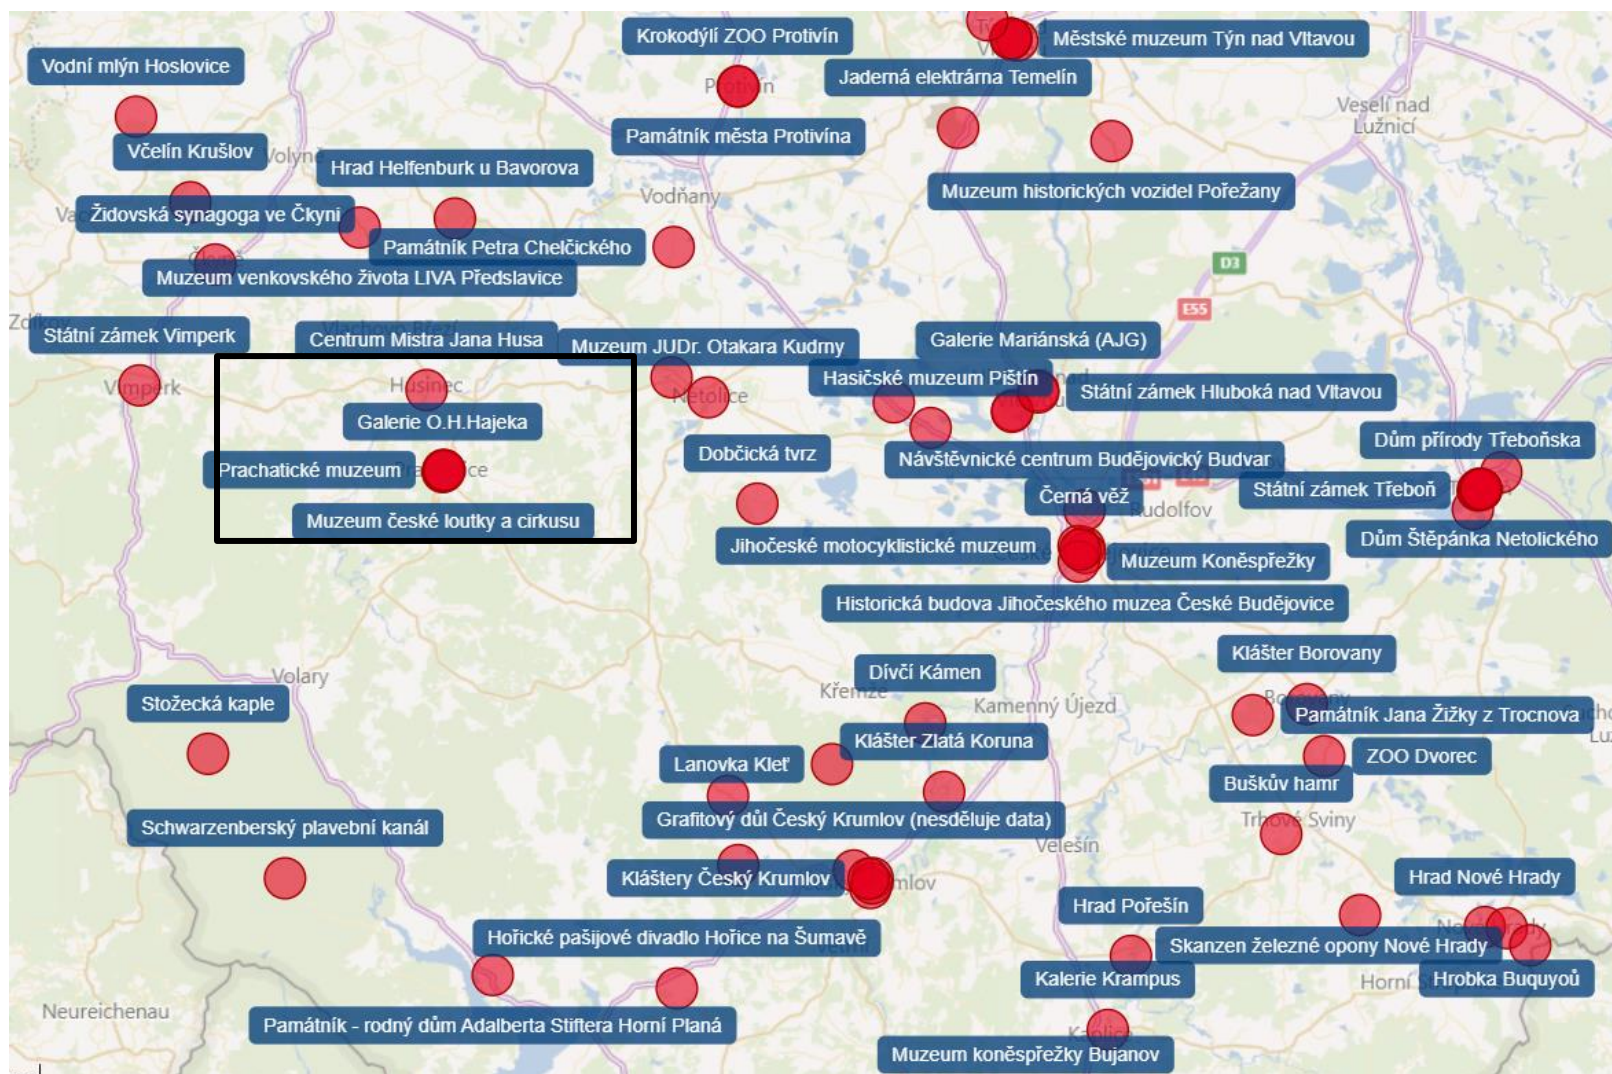 Krokodýlí ZOO Protivín
Městské muzeum Týn nad Vltavou
Vodní mlýn Hoslovice
Jaderná elektrárna Temelín
Veselí nad
Lužnicí
Památník města Protivína
Včelín Krušlov
Volyně
Hrad Helfenburk u Bavorova
Muzeum historických vozidel Pořežany
Vodňany
Židovská synagoga ve Čkyni
Památník Petra Chelčického
D3
Muzeum venkovského života LIVA Předslavice
E55
Státní zámek Vimperk
Centrum Mistra Jana Husa
Muzeum JUDr. Otakara Kudrny
Galerie Mariánská (AJG)
Hasičské muzeum Pištín
Vimperk
Husinec
Netolice
Státní zámek Hluboká nad Vltavou
Galerie O.H.Hajeka
Dům přírody Třeboňska
Dobčická tvrz
Návštěvnické centrum Budějovický Budvar
Prachatické muzeum
Černá věž
Státní zámek Třeboň
Rudolfov
Muzeum české loutky a cirkusu
Jihočeské motocyklistické muzeum
Dům Štěpánka Netolického
Muzeum Koněspřežky
Historická budova Jihočeského muzea České Budějovice
Klášter Borovany
Dívčí Kámen
Volary
Křemže
Stožecká kaple
Kamenný Újezd
Borovany
Památník Jana Žižky z Trocnova
Klášter Zlatá Koruna
Lanovka Kleť
ZOO Dvorec
Buškův hamr
Grafitový důl Český Krumlov (nesděluje data)
Trhové Sviny
Schwarzenberský plavební kanál
Velešín
Kláštery Český Krumlov
Hrad Nové Hrady
Hrad Pořešín
Hořické pašijové divadlo Hořice na Šumavě
Skanzen železné opony Nové Hrady
Kalerie Krampus
Horní
Hrobka Buquyoů
Neureichenau
Památník - rodný dům Adalberta Stiftera Horní Planá
Kaplice
Muzeum koněspřežky Bujanov